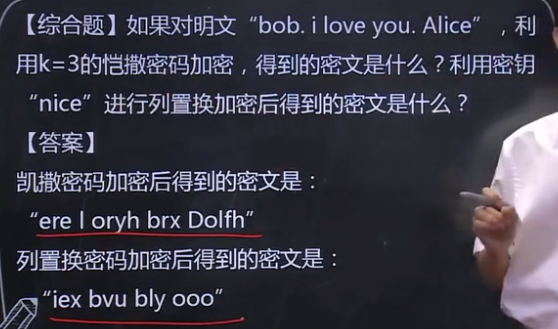 【综合题】如果对明文“bob. i love you. Alice”，利
用k=3的恺撒密码加密，得到的密文是什么？利用密钥
“nice”进行列置换加密后得到的密文是什么？
【答案】
凯撒密码加密后得到的密文是：
“ere l oryh brx Dolfh”
列置换密码加密后得到的密文是：
“iex bvu bly ooo”